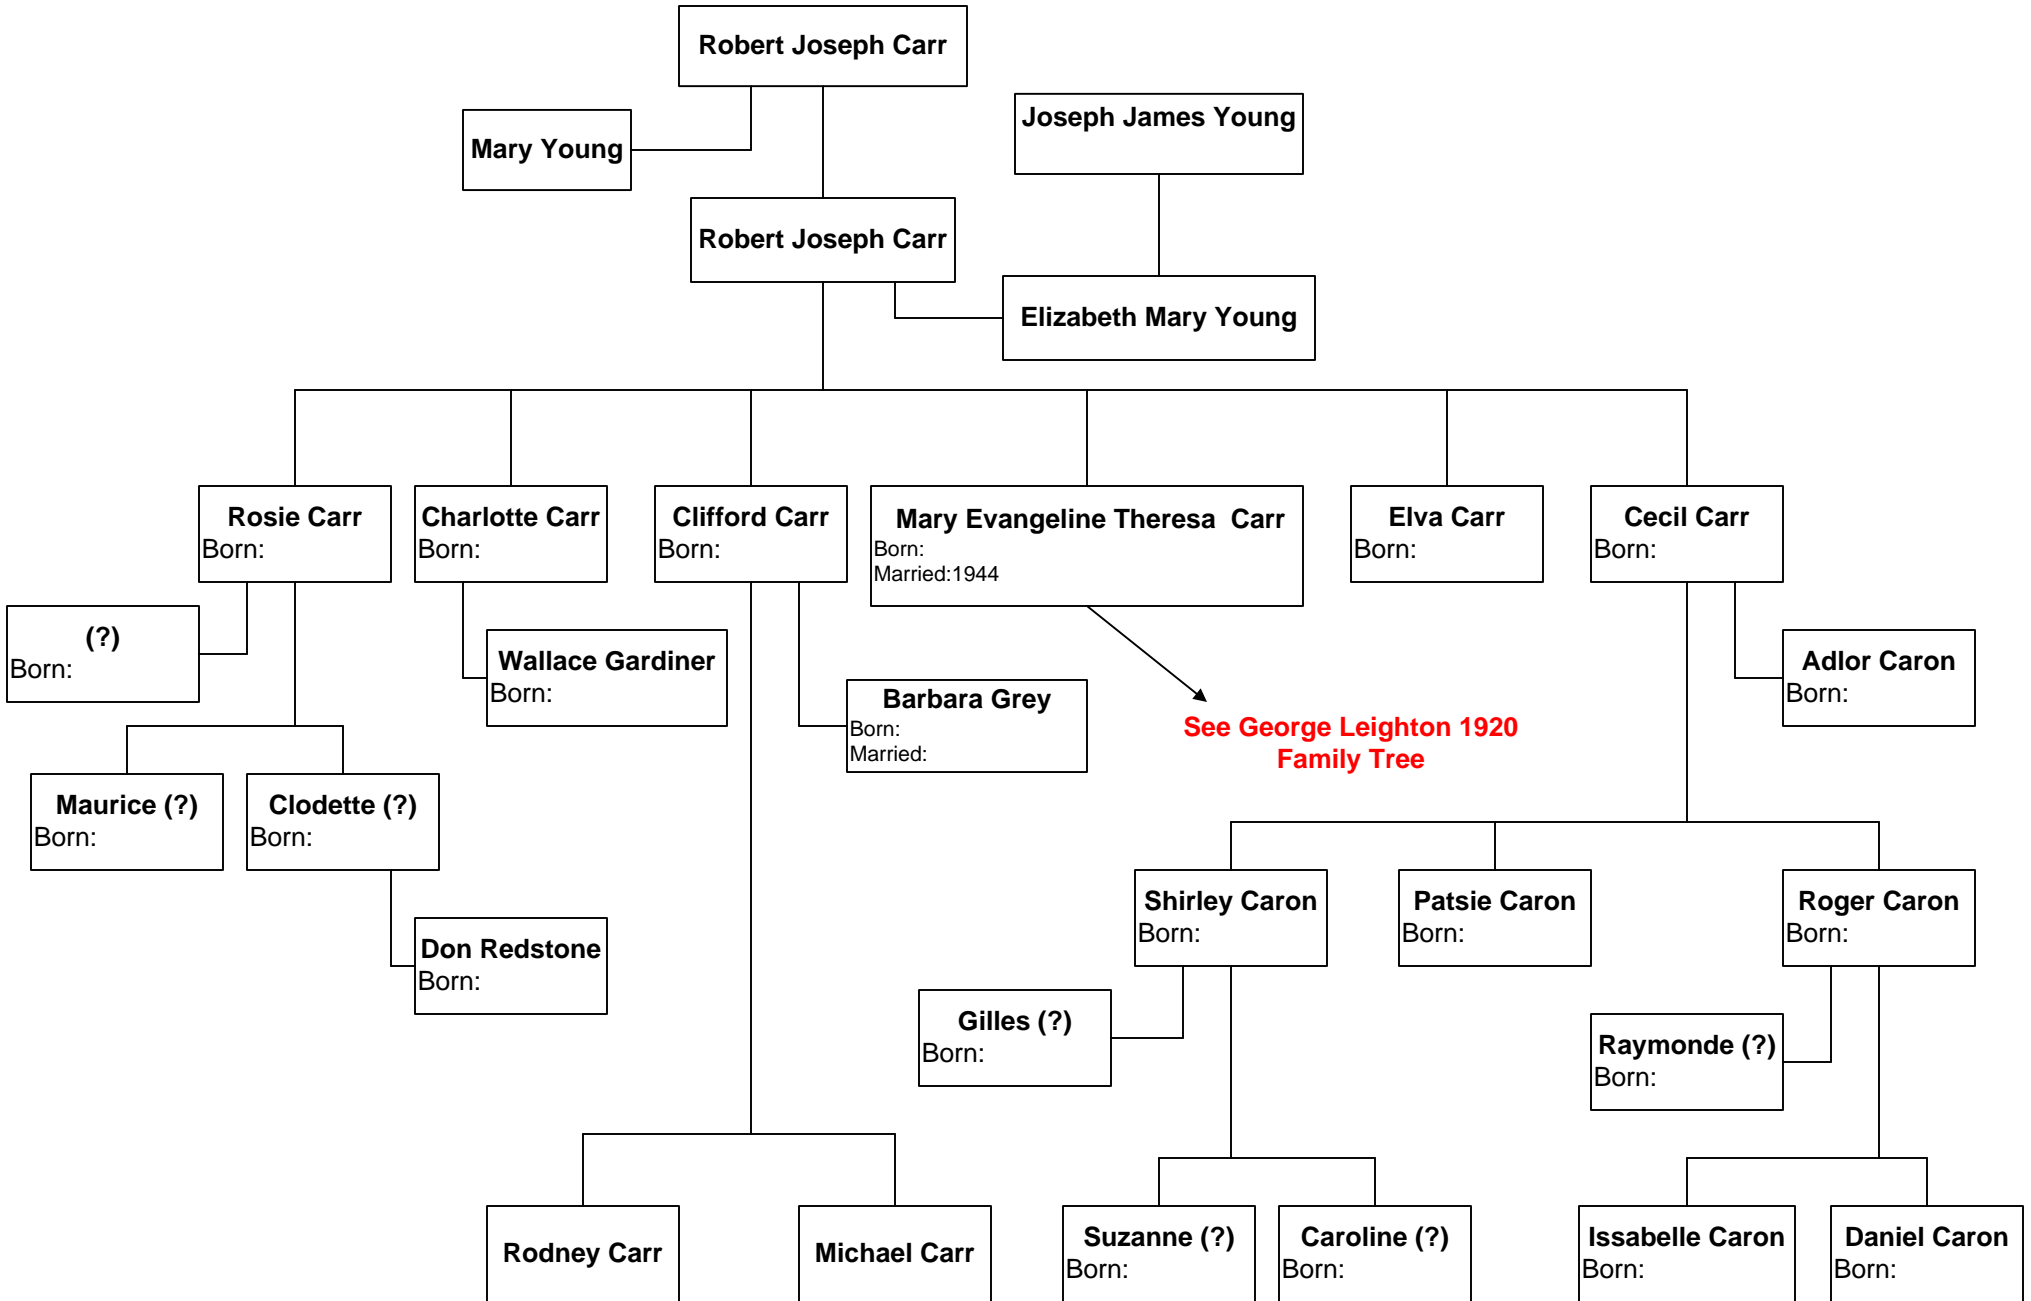 Robert Joseph Carr
Joseph James Young
Mary Young
Robert Joseph Carr
Elizabeth Mary Young
Rosie Carr
Born:
Charlotte Carr
Born:
Clifford Carr
Born:
Mary Evangeline Theresa  Carr
Born:
Married:1944
Elva Carr
Born:
Cecil Carr
Born:
(?)
Born:
Wallace Gardiner
Born:
Barbara Grey
Born:
Married:
See George Leighton 1920
Family Tree
Adlor Caron
Born:
Maurice (?)
Born:
Clodette (?)
Born:
Don Redstone
Born:
Shirley Caron
Born:
Patsie Caron
Born:
Roger Caron
Born:
Gilles (?)
Born:
Raymonde (?)
Born:
Rodney Carr
Michael Carr
Suzanne (?)
Born:
Caroline (?)
Born:
Issabelle Caron
Born:
Daniel Caron
Born: